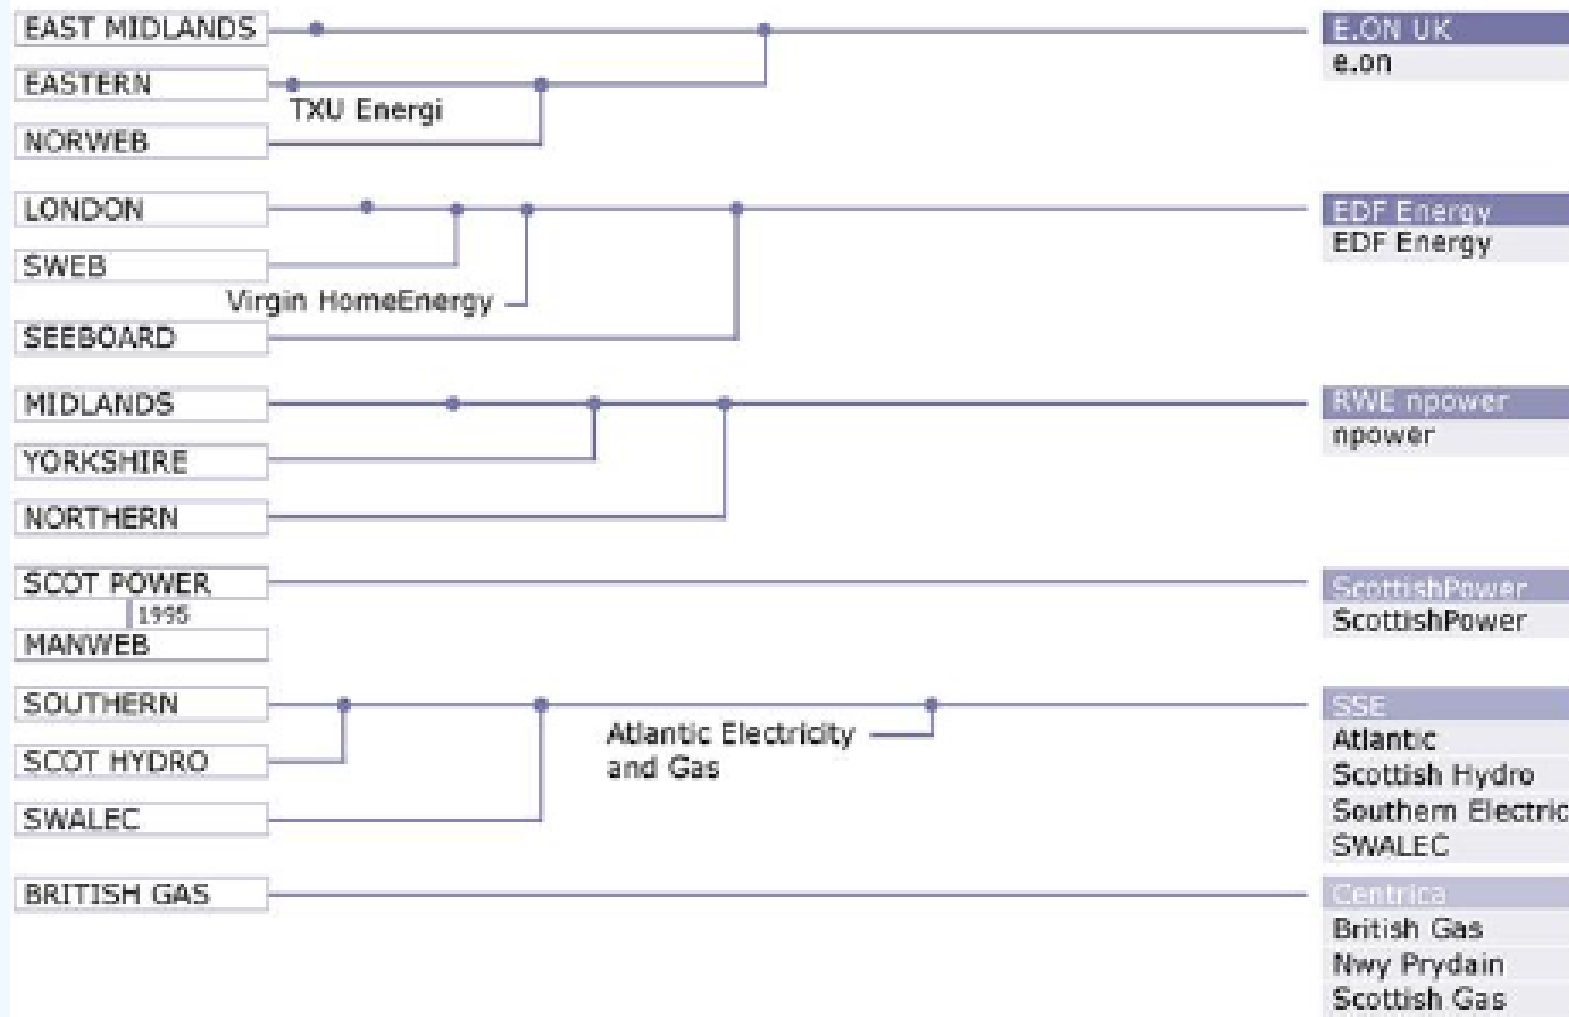 EAST MIDLANDS
E.ON UK
e.on
EASTERN
TXU Energi
NORWEB
LONDON
EDF Energy
EDF Energy
SWEB
Virgin HomeEnergy
SEEBOARD
MIDLANDS
RWE npower
npower
YORKSHIRE
NORTHERN
SCOT POWER
1995
MANWEB
ScottishPower
ScottishPower
SOUTHERN
SCOT HYDRO
SWALEC
Atlantic Electricity
and Gas
SSE
Atlantic
Scottish Hydro
Southern Electric
SWALEC
BRITISH GAS
Centrica
British Gas
Nwy Prydain
Scottish Gas